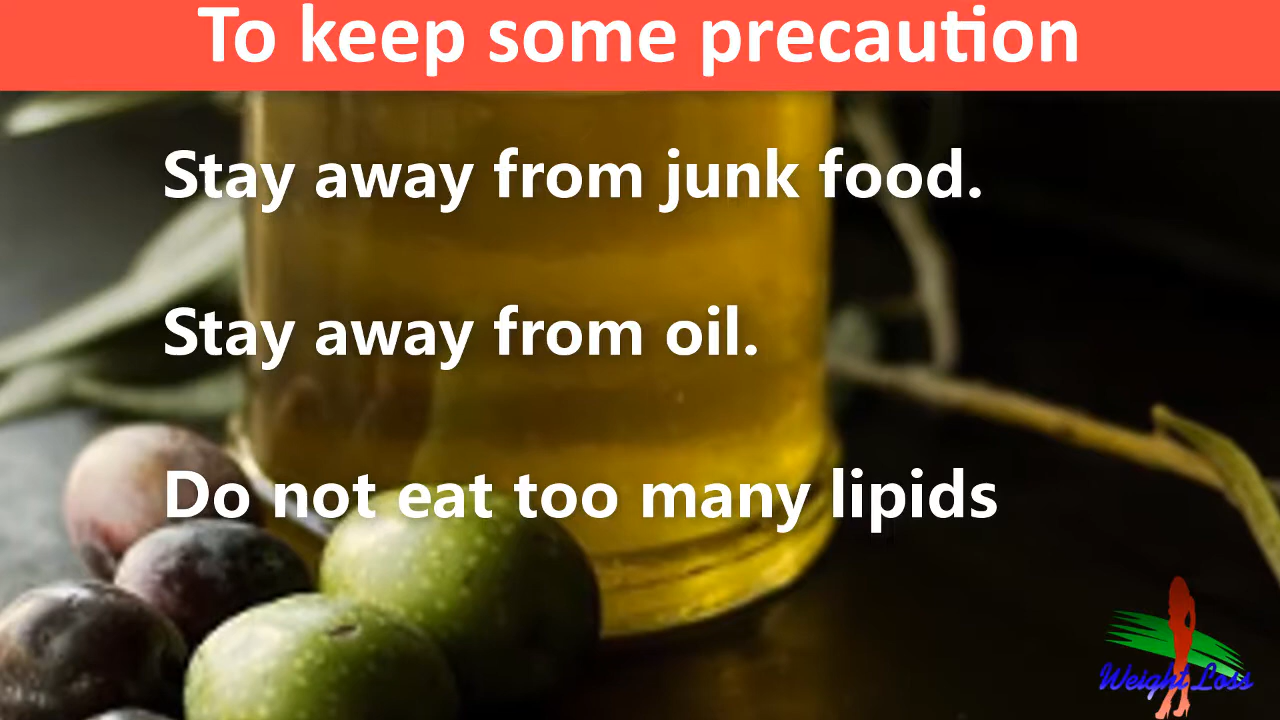 To keep some precaution
Stay away from junk food.
Stay away from oil.
Do not eat too many lipids
Weight Loss